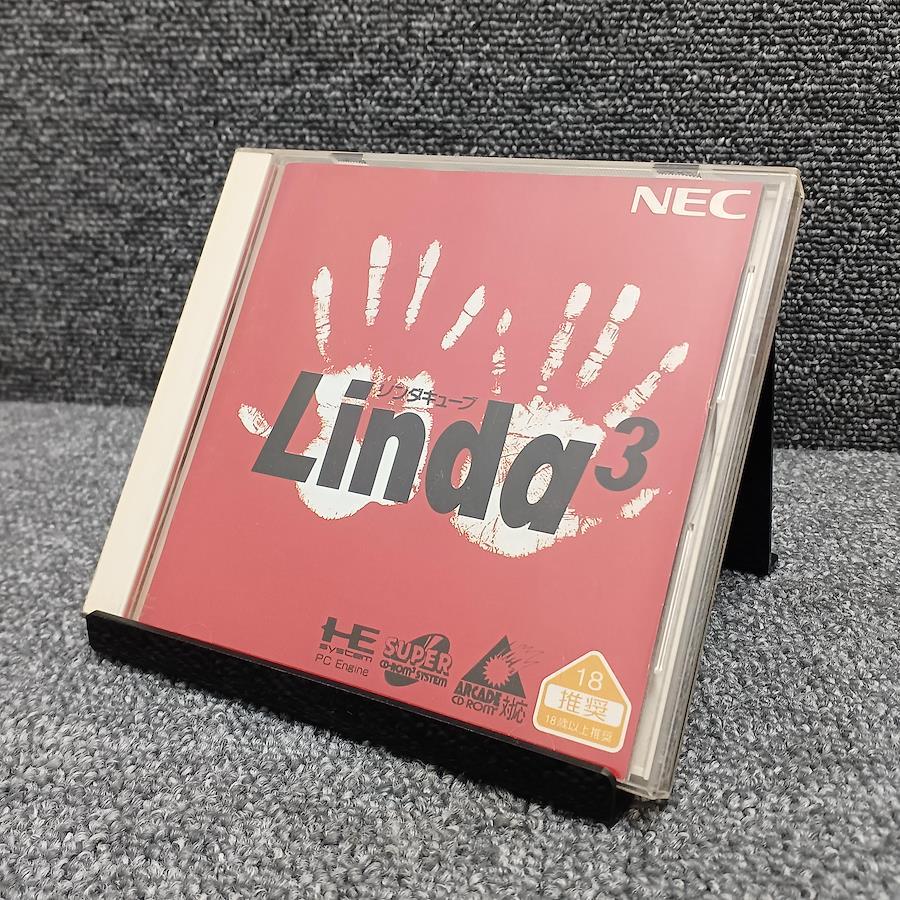 NEC
リンダキューブ
Linda³
HE
system
PC Engine
SUPER
CD-ROM² SYSTEM
ARCADE
CD ROM² 対応
18
推奨
18歳以上推奨